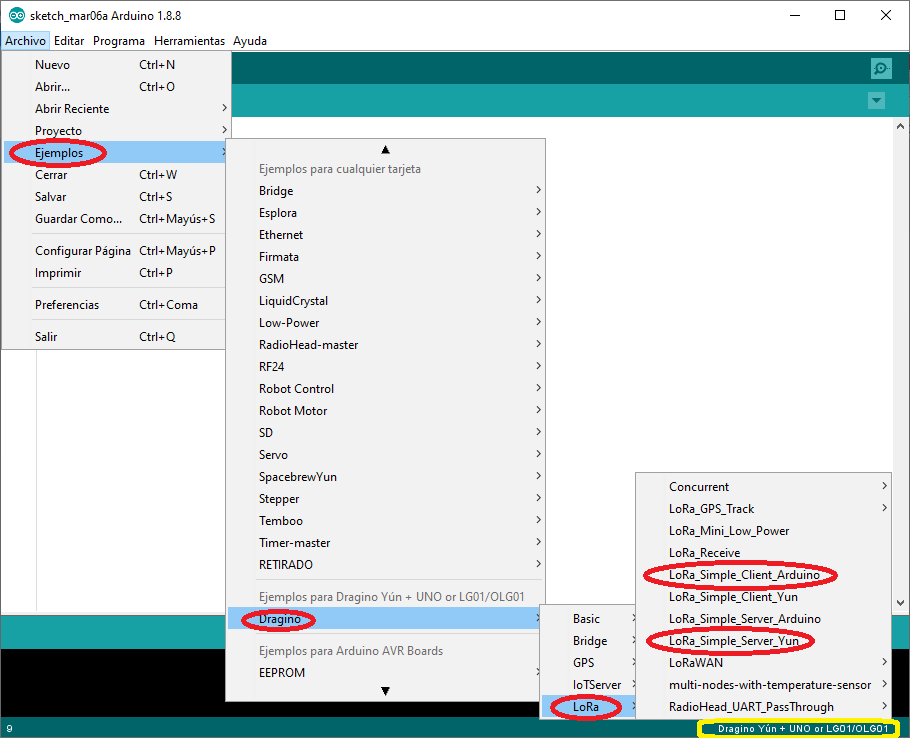 sketch_mar06a Arduino 1.8.8
Archivo Editar Programa Herramientas Ayuda
Nuevo Ctrl+N
Abrir... Ctrl+O
Abrir Reciente
Proyecto
Ejemplos
Cerrar Ctrl+W
Salvar Ctrl+S
Guardar Como... Ctrl+Mayús+S
Configurar Página Ctrl+Mayús+P
Imprimir Ctrl+P
Preferencias Ctrl+Coma
Salir Ctrl+Q
Ejemplos para cualquier tarjeta
Bridge
Esplora
Ethernet
Firmata
GSM
LiquidCrystal
Low-Power
RadioHead-master
RF24
Robot Control
Robot Motor
SD
Servo
SpacebrewYun
Stepper
Temboo
Timer-master
RETIRADO
Ejemplos para Dragino Yún + UNO or LG01/OLG01
Dragino
Ejemplos para Arduino AVR Boards
EEPROM
Basic
Bridge
GPS
IoTServer
LoRa
Concurrent
LoRa_GPS_Track
LoRa_Mini_Low_Power
LoRa_Receive
LoRa_Simple_Client_Arduino
LoRa_Simple_Client_Yun
LoRa_Simple_Server_Arduino
LoRa_Simple_Server_Yun
LoRaWAN
multi-nodes-with-temperature-sensor
RadioHead_UART_PassThrough
9
Dragino Yún + UNO or LG01/OLG01